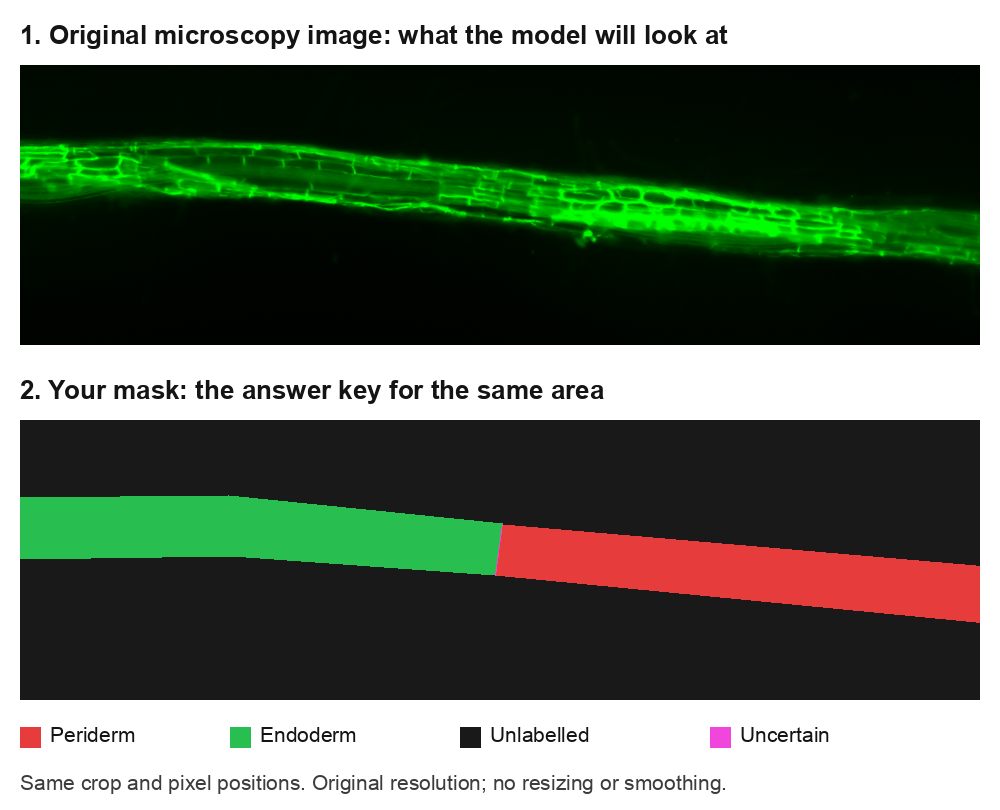 1. Original microscopy image: what the model will look at
2. Your mask: the answer key for the same area
Periderm
Endoderm
Unlabelled
Uncertain
Same crop and pixel positions. Original resolution; no resizing or smoothing.